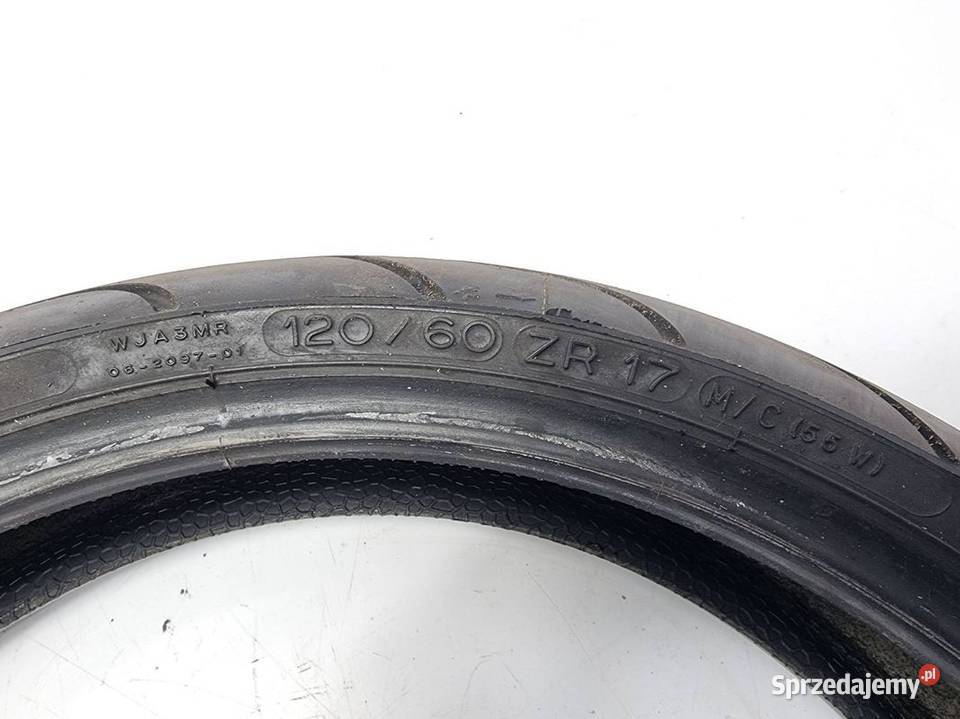 WJA3MR
06-2097-01
120/60 ZR 17 M/C (55 W)
Sprzedajemy.pl